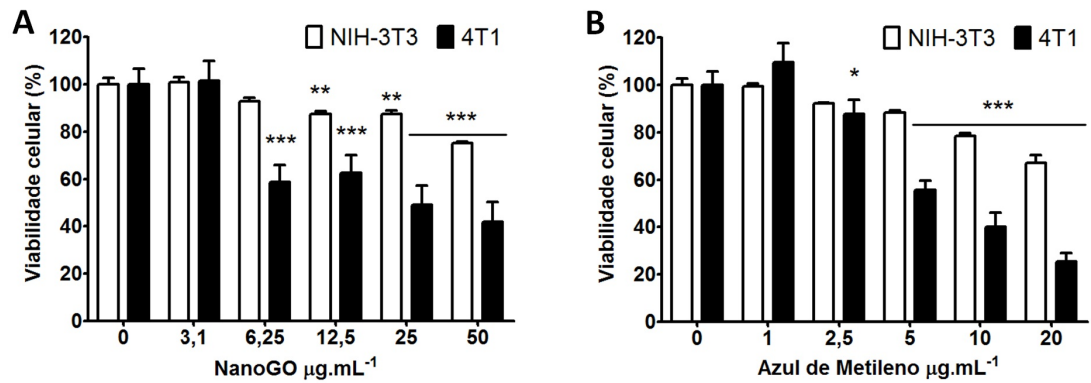 A
NIH-3T3 4T1
Viabilidade celular (%)
120
100
80
60
40
20
0
*** ** *** ** ***
0 3,1 6,25 12,5 25 50
NanoGO µg.mL⁻¹
B
NIH-3T3 4T1
Viabilidade celular (%)
120
100
80
60
40
20
0
* ***
0 1 2,5 5 10 20
Azul de Metileno µg.mL⁻¹